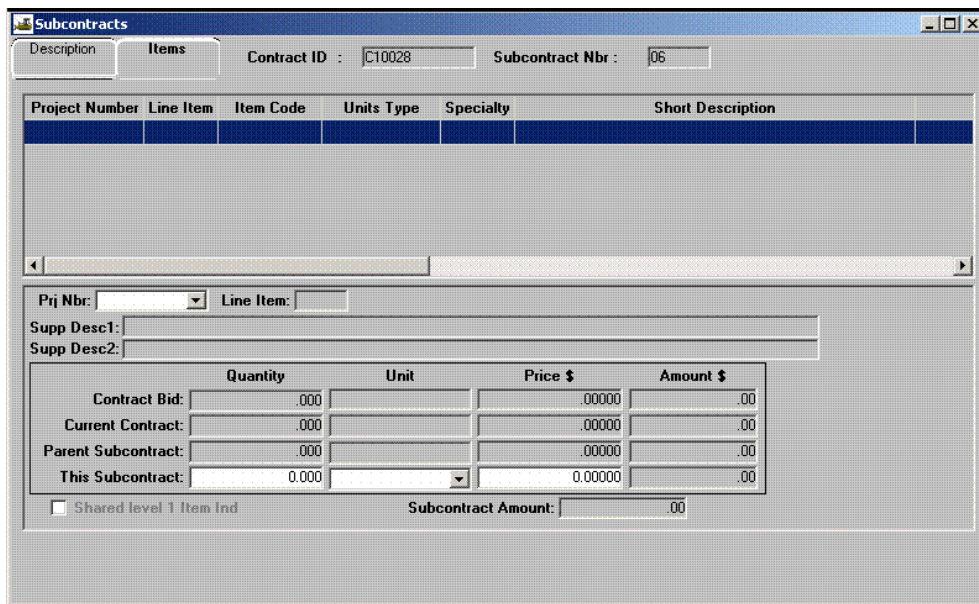 Subcontracts
Description Items Contract ID : C10028 Subcontract Nbr : 06
Project Number Line Item Item Code Units Type Specialty Short Description
Prj Nbr: Line Item:
Supp Desc1:
Supp Desc2:
Quantity Unit Price $ Amount $
Contract Bid: .000 .00000 .00
Current Contract: .000 .00000 .00
Parent Subcontract: .000 .00000 .00
This Subcontract: 0.000 0.00000 .00
Shared level 1 Item Ind Subcontract Amount: .00